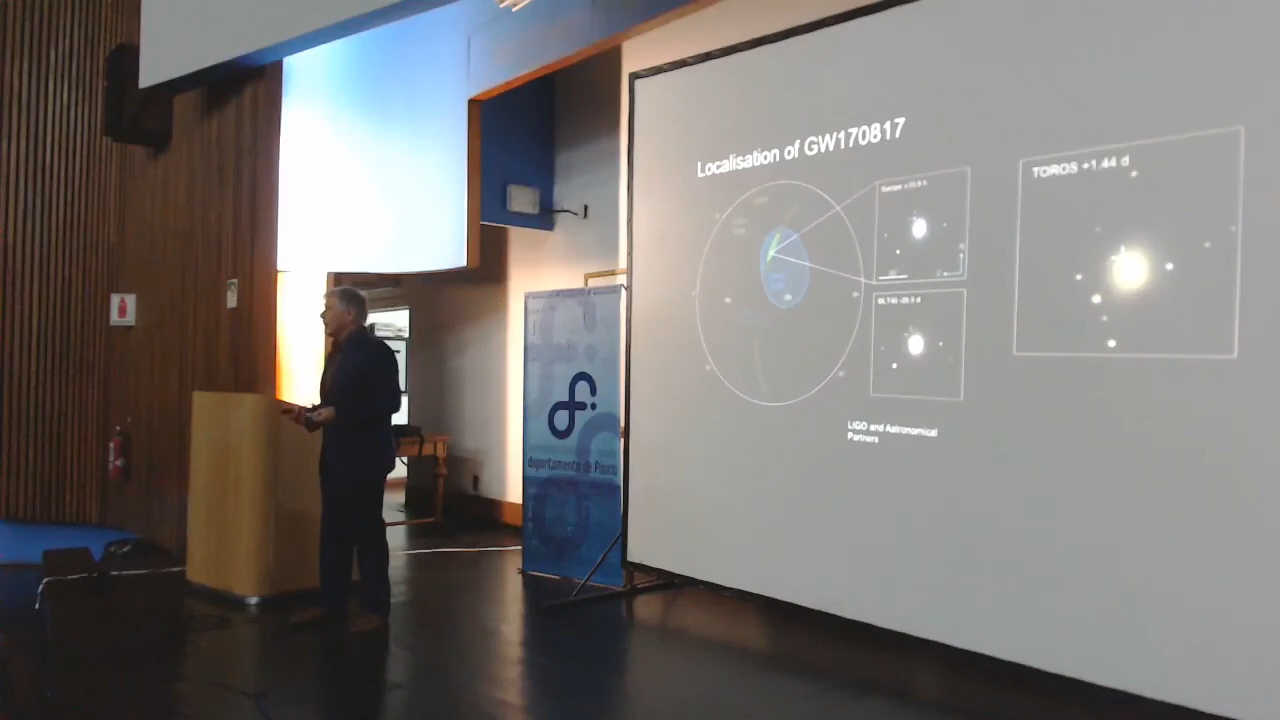 Localisation of GW170817
TOROS +1.44 d
LIGO and Astronomical
Partners
departamento de Física